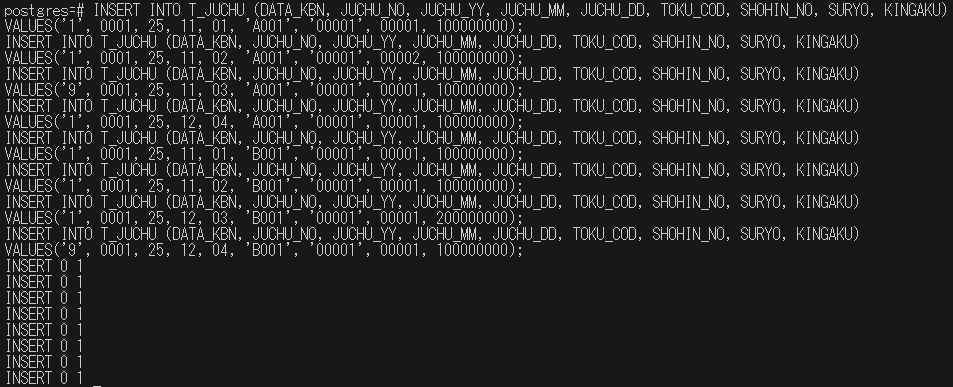 postgres=# INSERT INTO T_JUCHU (DATA_KBN, JUCHU_NO, JUCHU_YY, JUCHU_MM, JUCHU_DD, TOKU_COD, SHOHIN_NO, SURYO, KINGAKU)
VALUES('1', 0001, 25, 11, 01, 'A001' '00001', 00001, 100000000);
INSERT INTO T_JUCHU (DATA_KBN, JUCHU_NO, JUCHU_YY, JUCHU_MM, JUCHU_DD, TOKU_COD, SHOHIN_NO, SURYO, KINGAKU)
VALUES('1', 0001, 25, 11, 02, 'A001', '00001', 00002, 100000000);
INSERT INTO T_JUCHU (DATA_KBN, JUCHU_NO, JUCHU_YY, JUCHU_MM, JUCHU_DD, TOKU_COD, SHOHIN_NO, SURYO, KINGAKU)
VALUES('9', 0001, 25, 11, 03, 'A001', '00001', 00001, 100000000);
INSERT INTO T_JUCHU (DATA_KBN, JUCHU_NO, JUCHU_YY, JUCHU_MM, JUCHU_DD, TOKU_COD, SHOHIN_NO, SURYO, KINGAKU)
VALUES('1', 0001, 25, 12, 04, 'A001', '00001', 00001, 100000000);
INSERT INTO T_JUCHU (DATA_KBN, JUCHU_NO, JUCHU_YY, JUCHU_MM, JUCHU_DD, TOKU_COD, SHOHIN_NO, SURYO, KINGAKU)
VALUES('1', 0001, 25, 11, 01, 'B001', '00001', 00001, 100000000);
INSERT INTO T_JUCHU (DATA_KBN, JUCHU_NO, JUCHU_YY, JUCHU_MM, JUCHU_DD, TOKU_COD, SHOHIN_NO, SURYO, KINGAKU)
VALUES('1', 0001, 25, 11, 02, 'B001', '00001', 00001, 100000000);
INSERT INTO T_JUCHU (DATA_KBN, JUCHU_NO, JUCHU_YY, JUCHU_MM, JUCHU_DD, TOKU_COD, SHOHIN_NO, SURYO, KINGAKU)
VALUES('1', 0001, 25, 12, 03, 'B001', '00001', 00001, 200000000);
INSERT INTO T_JUCHU (DATA_KBN, JUCHU_NO, JUCHU_YY, JUCHU_MM, JUCHU_DD, TOKU_COD, SHOHIN_NO, SURYO, KINGAKU)
VALUES('9', 0001, 25, 12, 04, 'B001', '00001', 00001, 100000000);
INSERT 0 1
INSERT 0 1
INSERT 0 1
INSERT 0 1
INSERT 0 1
INSERT 0 1
INSERT 0 1
INSERT 0 1